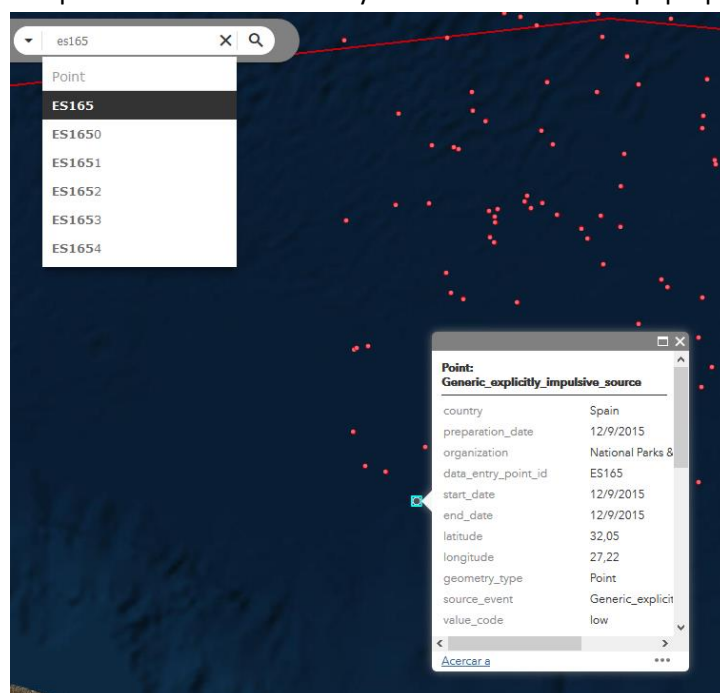 es165
Point
ES165
ES1650
ES1651
ES1652
ES1653
ES1654
Point:
Generic_explicitly_impulsive_source
country Spain
preparation_date 12/9/2015
organization National Parks &
data_entry_point_id ES165
start_date 12/9/2015
end_date 12/9/2015
latitude 32,05
longitude 27,22
geometry_type Point
source_event Generic_explicit
value_code low
Acercar a